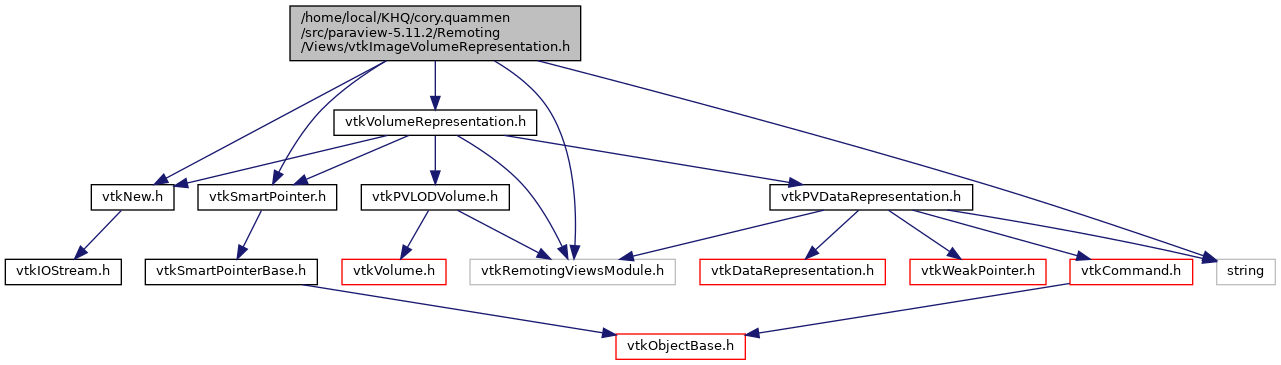 /home/local/KHQ/cory.quammen
/src/paraview-5.11.2/Remoting
/Views/vtkImageVolumeRepresentation.h
vtkVolumeRepresentation.h
vtkNew.h
vtkSmartPointer.h
vtkPVLODVolume.h
vtkPVDataRepresentation.h
vtkIOStream.h
vtkSmartPointerBase.h
vtkVolume.h
vtkRemotingViewsModule.h
vtkDataRepresentation.h
vtkWeakPointer.h
vtkCommand.h
string
vtkObjectBase.h